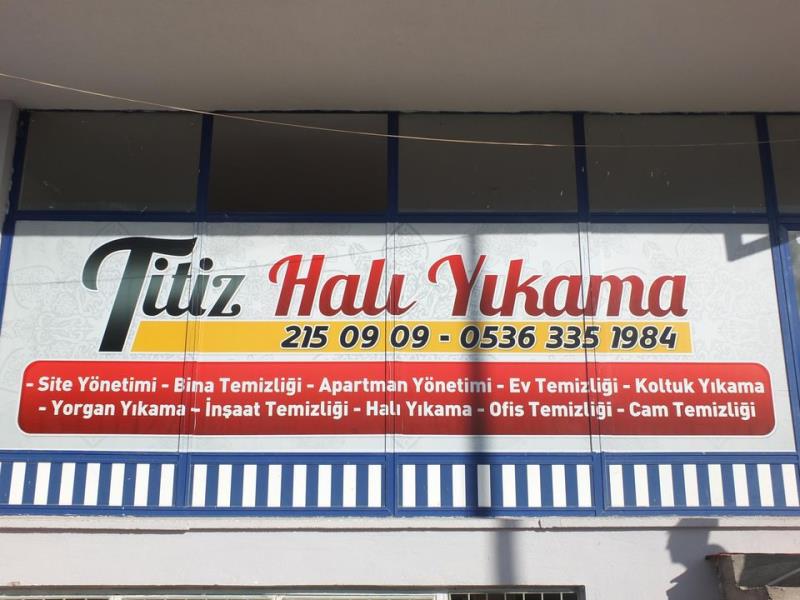 Titiz Halı Yıkama
215 09 09 - 0536 335 1984
- Site Yönetimi - Bina Temizliği - Apartman Yönetimi - Ev Temizliği - Koltuk Yıkama
- Yorgan Yıkama - İnşaat Temizliği - Halı Yıkama - Ofis Temizliği - Cam Temizliği